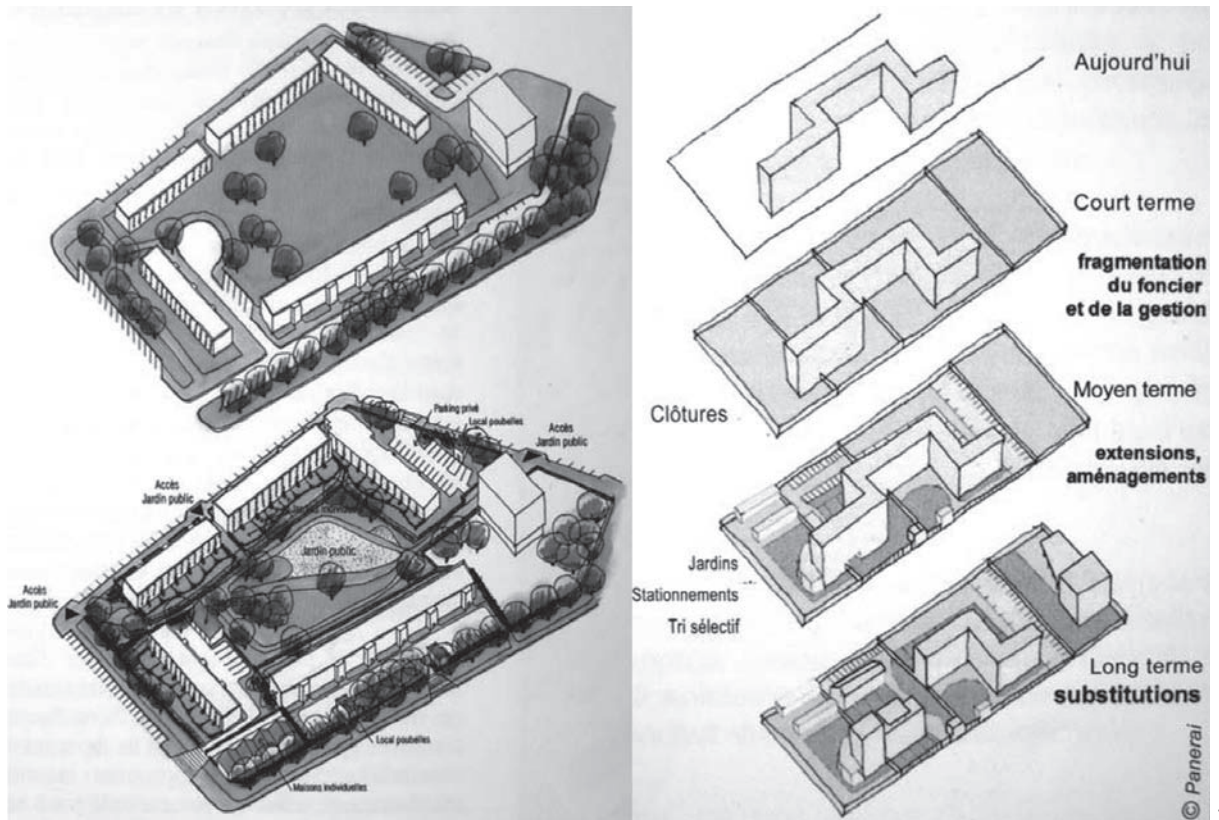 Parking privé
Local poubelles
Accès
Jardin public
Accès
Jardin public
Jardin public
Accès
Jardin public
Local poubelles
Maisons individuelles
Aujourd'hui
Court terme
fragmentation
du foncier
et de la gestion
Clôtures
Moyen terme
extensions,
aménagements
Jardins
Stationnements
Tri sélectif
Long terme
substitutions
© Panerai